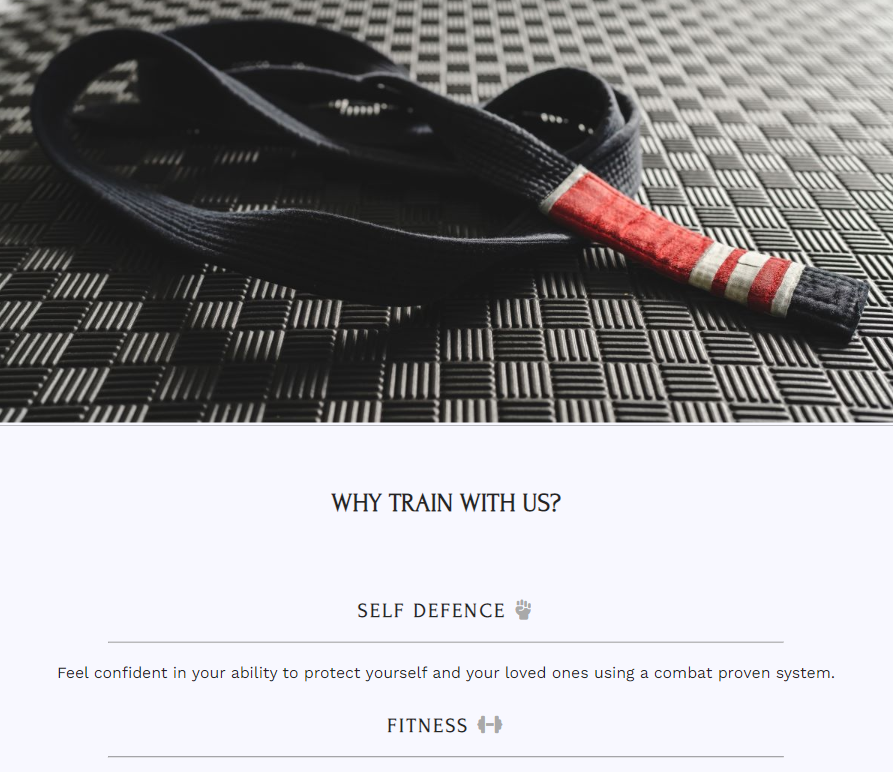 WHY TRAIN WITH US?
SELF DEFENCE
Feel confident in your ability to protect yourself and your loved ones using a combat proven system.
FITNESS